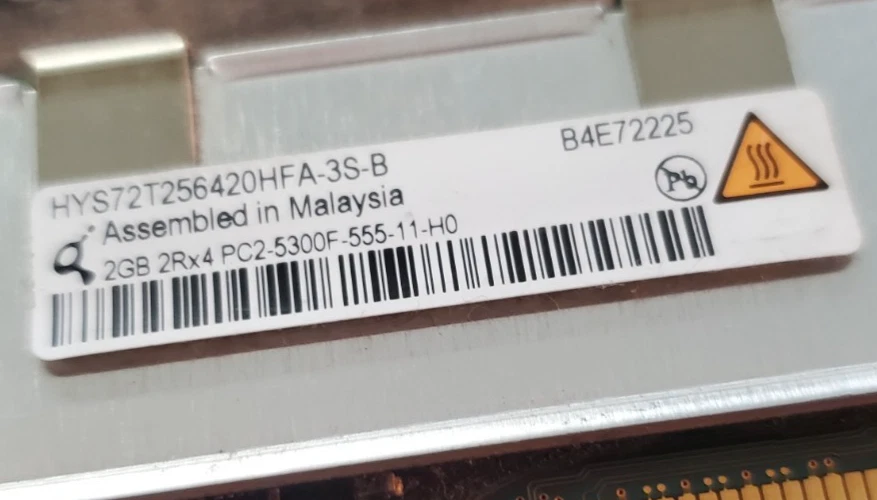 HYS72T256420HFA-3S-B B4E72225
Assembled in Malaysia
Pb
2GB 2Rx4 PC2-5300F-555-11-H0